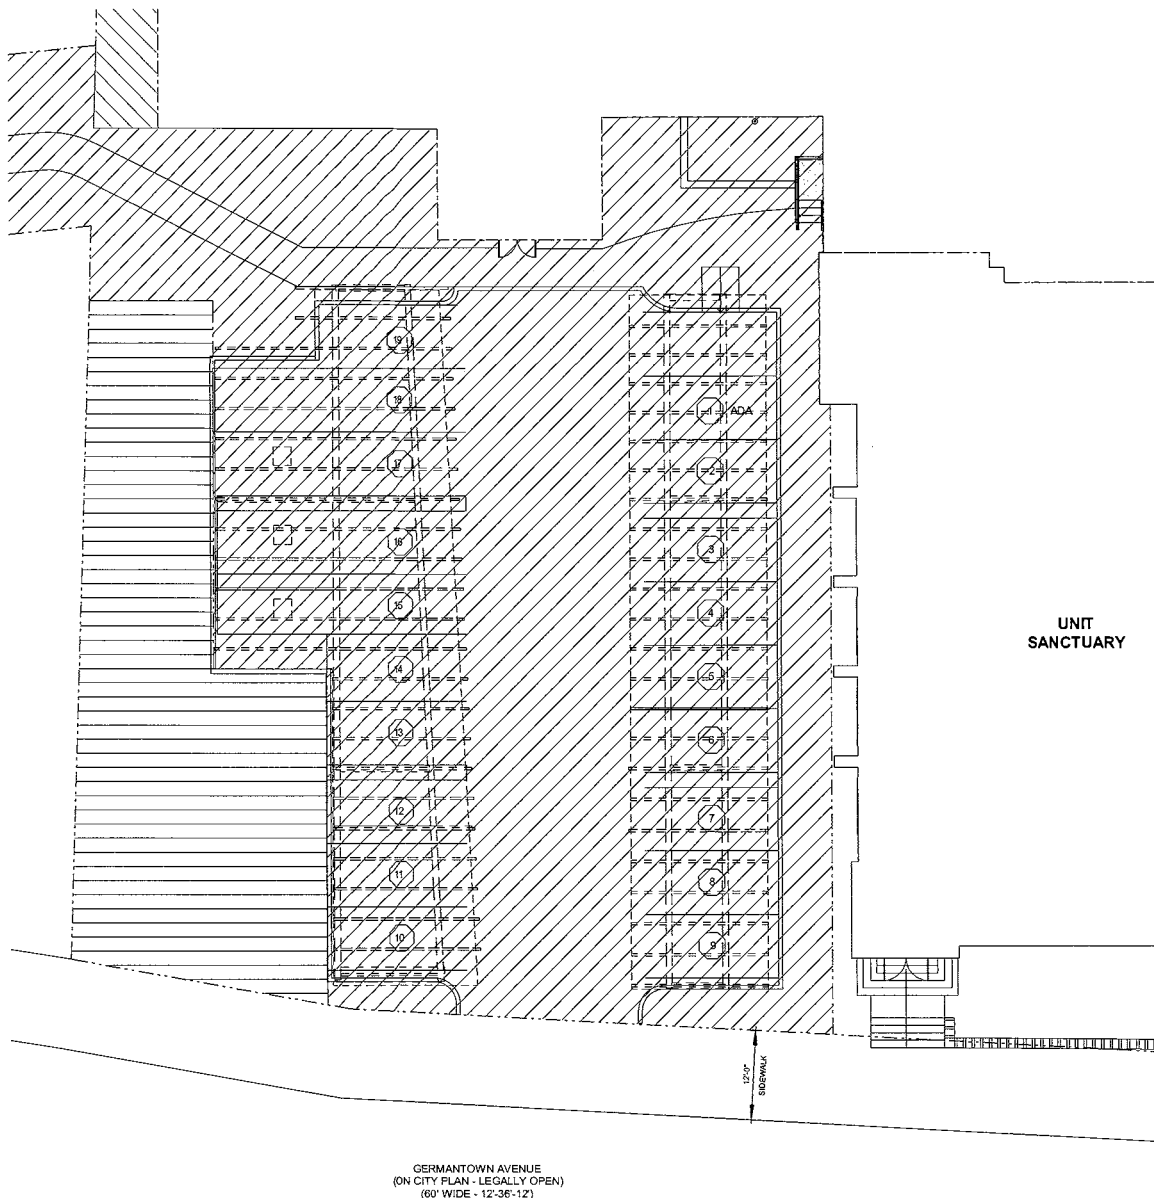 19
18
1 ADA
17
2
16
3
15
4
UNIT
SANCTUARY
14
5
13
6
12
7
11
8
10
9
12'-0"
SIDEWALK
GERMANTOWN AVENUE
(ON CITY PLAN - LEGALLY OPEN)
(60' WIDE - 12'-36'-12')